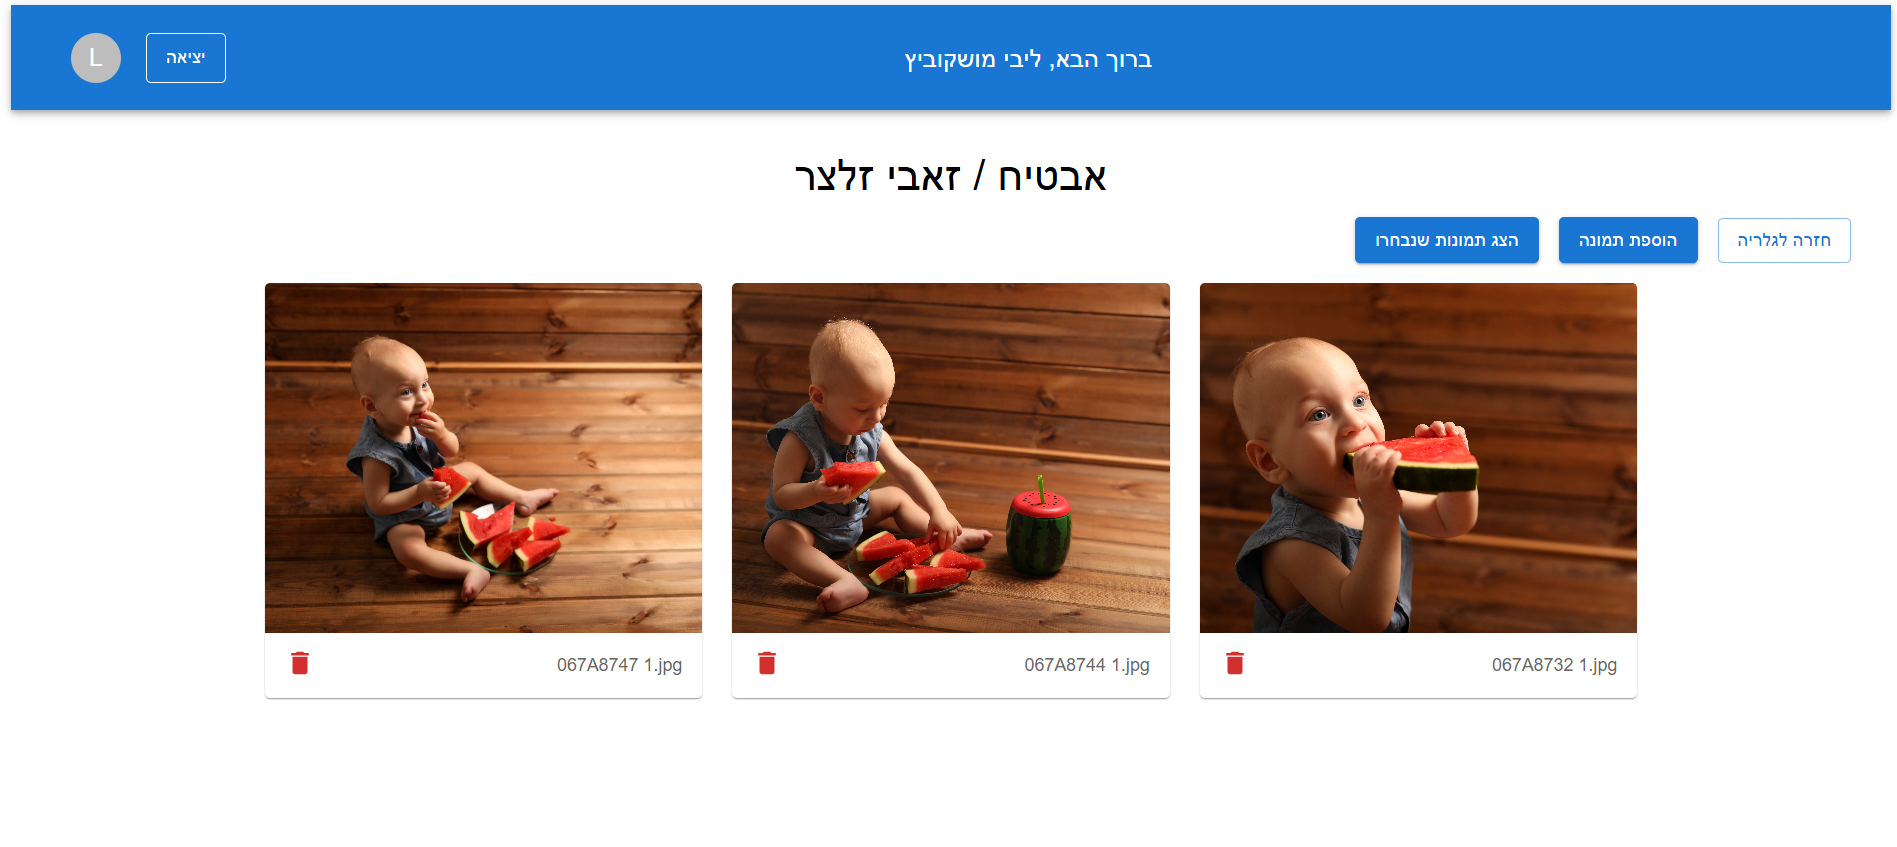 ברוך הבא, ליבי מושקוביץ
יציאה
L
אבטיח / זאבי זלצר
חזרה לגלריה
הוספת תמונה
הצג תמונות שנבחרו
067A8732 1.jpg
067A8744 1.jpg
067A8747 1.jpg